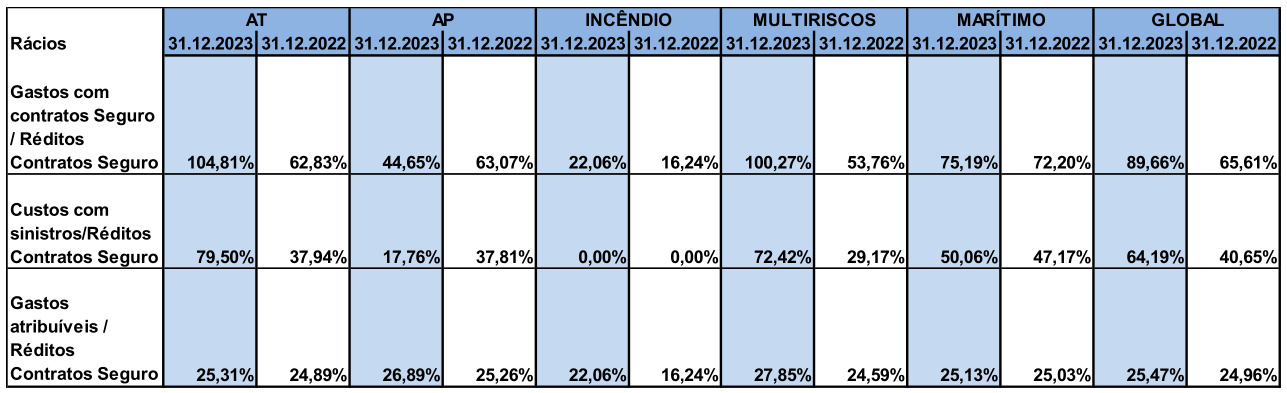 AT AP INCÊNDIO MULTIRISCOS MARÍTIMO GLOBAL
Rácios 31.12.2023 31.12.2022 31.12.2023 31.12.2022 31.12.2023 31.12.2022 31.12.2023 31.12.2022 31.12.2023 31.12.2022 31.12.2023 31.12.2022
Gastos com
contratos Seguro
/ Réditos
Contratos Seguro 104,81% 62,83% 44,65% 63,07% 22,06% 16,24% 100,27% 53,76% 75,19% 72,20% 89,66% 65,61%
Custos com
sinistros/Réditos
Contratos Seguro 79,50% 37,94% 17,76% 37,81% 0,00% 0,00% 72,42% 29,17% 50,06% 47,17% 64,19% 40,65%
Gastos
atribuíveis /
Réditos
Contratos Seguro 25,31% 24,89% 26,89% 25,26% 22,06% 16,24% 27,85% 24,59% 25,13% 25,03% 25,47% 24,96%